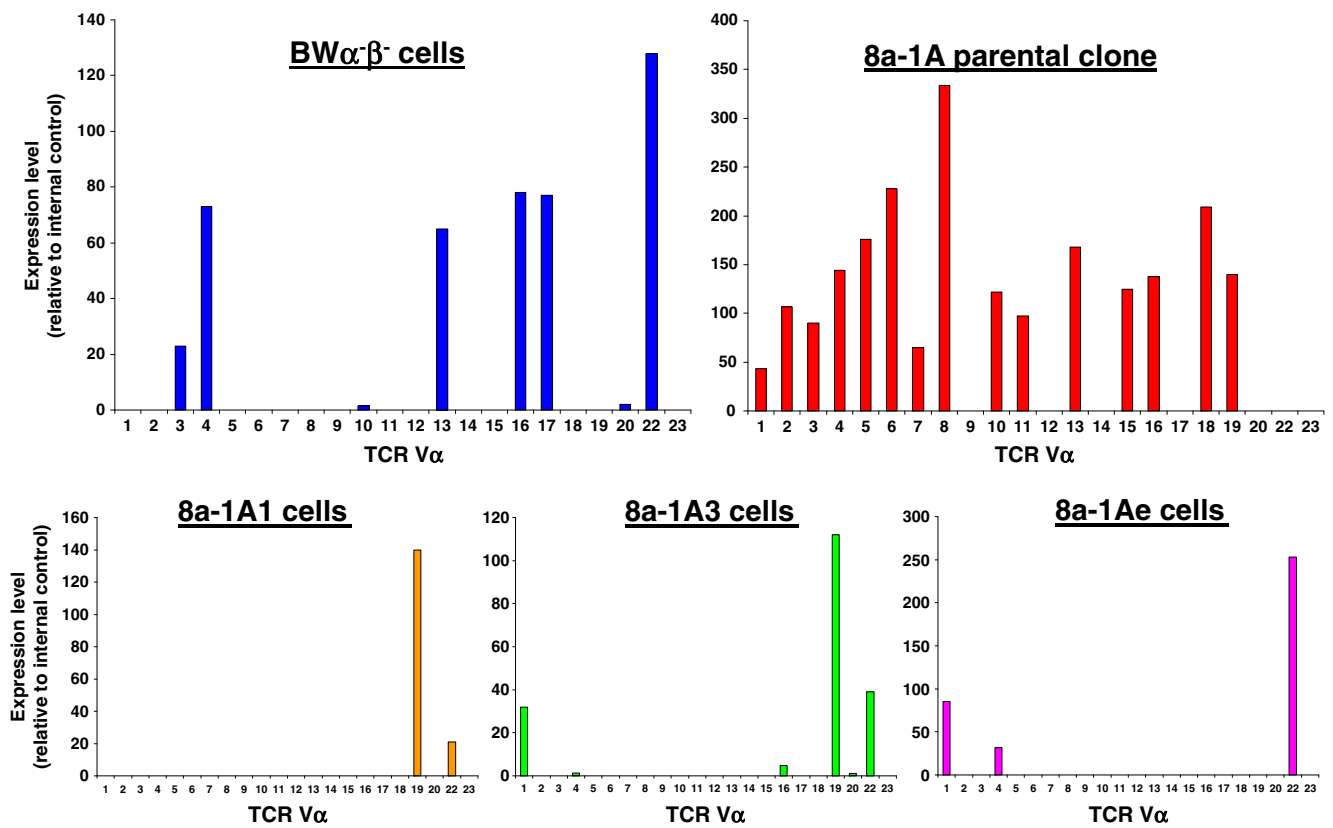 BWα-β- cells
Expression level
(relative to internal control)
140
120
100
80
60
40
20
0
1 2 3 4 5 6 7 8 9 10 11 12 13 14 15 16 17 18 19 20 22 23
TCR Vα
8a-1A parental clone
400
350
300
250
200
150
100
50
0
1 2 3 4 5 6 7 8 9 10 11 12 13 14 15 16 17 18 19 20 22 23
TCR Vα
8a-1A1 cells
Expression level
(relative to internal control)
160
140
120
100
80
60
40
20
0
1 2 3 4 5 6 7 8 9 10 11 12 13 14 15 16 17 18 19 20 22 23
TCR Vα
8a-1A3 cells
120
100
80
60
40
20
0
1 2 3 4 5 6 7 8 9 10 11 12 13 14 15 16 17 18 19 20 22 23
TCR Vα
8a-1Ae cells
300
250
200
150
100
50
0
1 2 3 4 5 6 7 8 9 10 11 12 13 14 15 16 17 18 19 20 22 23
TCR Vα